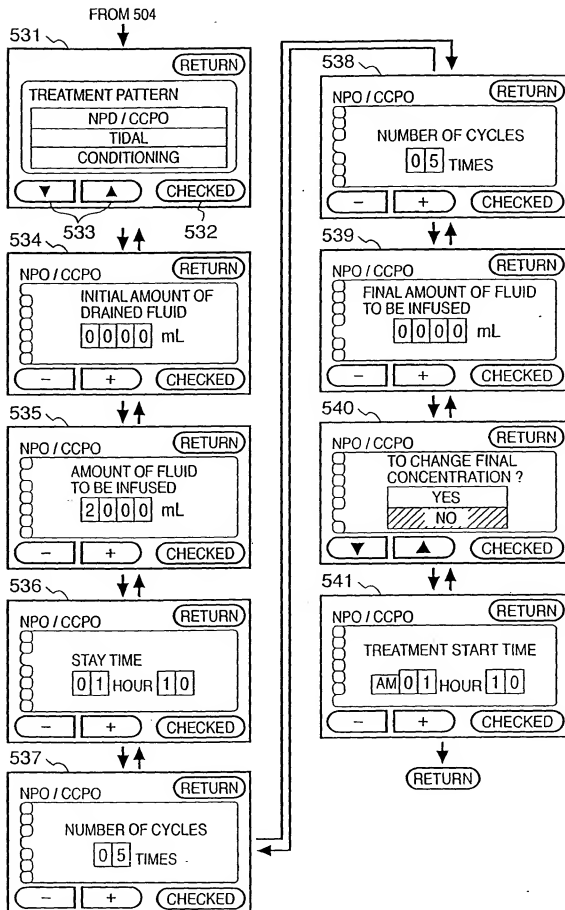 FROM 504
531
RETURN
TREATMENT PATTERN
NPD / CCPO
TIDAL
CONDITIONING
▼ ▲ CHECKED
533 532
534
NPO / CCPO RETURN
INITIAL AMOUNT OF
DRAINED FLUID
0000 mL
- + CHECKED
535
NPO / CCPO RETURN
AMOUNT OF FLUID
TO BE INFUSED
2000 mL
- + CHECKED
536
NPO / CCPO RETURN
STAY TIME
01 HOUR 10
- + CHECKED
537
NPO / CCPO RETURN
NUMBER OF CYCLES
05 TIMES
- + CHECKED
538
NPO / CCPO RETURN
NUMBER OF CYCLES
05 TIMES
- + CHECKED
539
NPO / CCPO RETURN
FINAL AMOUNT OF FLUID
TO BE INFUSED
0000 mL
- + CHECKED
540
NPO / CCPO RETURN
TO CHANGE FINAL
CONCENTRATION ?
YES
NO
▼ ▲ CHECKED
541
NPO / CCPO RETURN
TREATMENT START TIME
AM 01 HOUR 10
- + CHECKED
RETURN